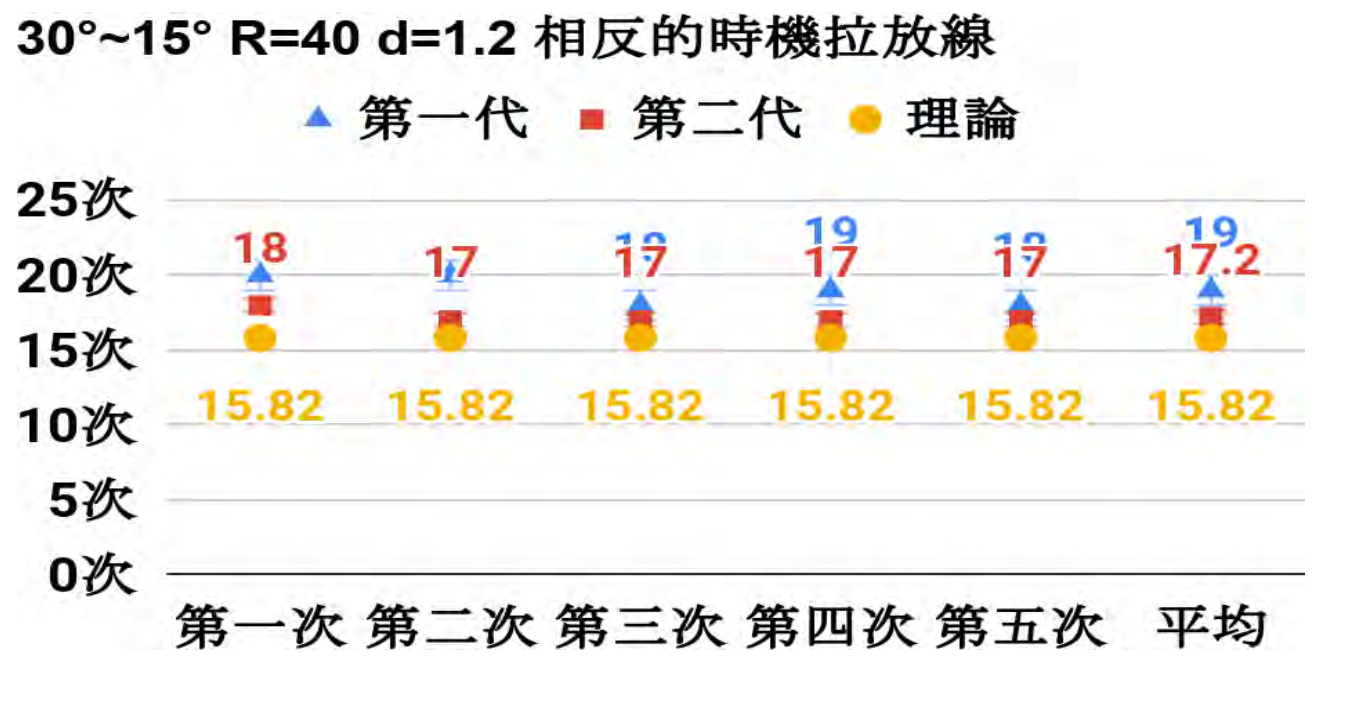 30°~15° R=40 d=1.2 相反的時機拉放線
第一代 第二代 理論
25次
20次
15次
10次
5次
0次
18 17 18 17 19 17 18 17 19 17.2
15.82 15.82 15.82 15.82 15.82 15.82
第一次 第二次 第三次 第四次 第五次 平均